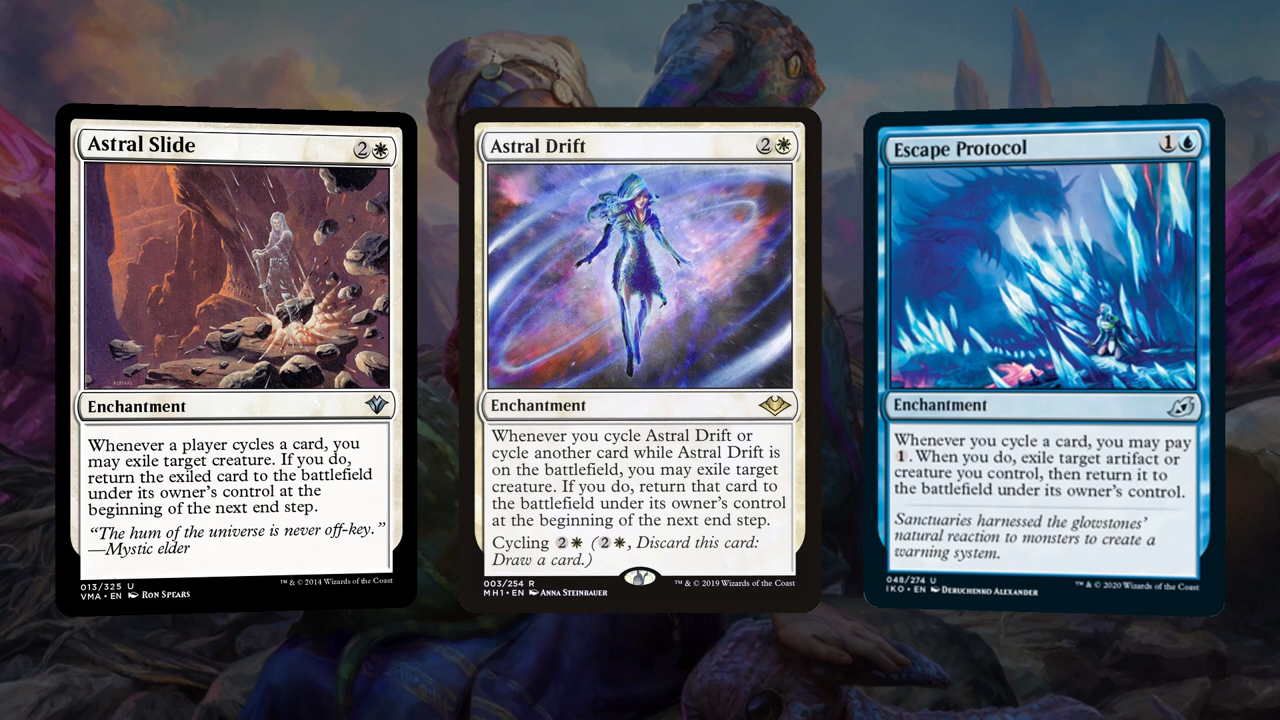 Astral Slide 2
Enchantment
Whenever a player cycles a card, you
may exile target creature. If you do,
return the exiled card to the battlefield
under its owner's control at the
beginning of the next end step.
“The hum of the universe is never off-key.”
—Mystic elder
013/325 U
VMA • EN Ron Spears
™ & © 2014 Wizards of the Coast
Astral Drift 2
Enchantment
Whenever you cycle Astral Drift or
cycle another card while Astral Drift is
on the battlefield, you may exile target
creature. If you do, return that card to
the battlefield under its owner's control
at the beginning of the next end step.
Cycling 2 (2, Discard this card:
Draw a card.)
003/254 R
MH1 • EN Anna Steinbauer
™ & © 2019 Wizards of the Coast
Escape Protocol 1
Enchantment
Whenever you cycle a card, you may pay
1. When you do, exile target artifact or
creature you control, then return it to
the battlefield under its owner's control.
Sanctuaries harnessed the glowstones'
natural reaction to monsters to create a
warning system.
048/274 U
IKO • EN Deruchenko Alexander
™ & © 2020 Wizards of the Coast